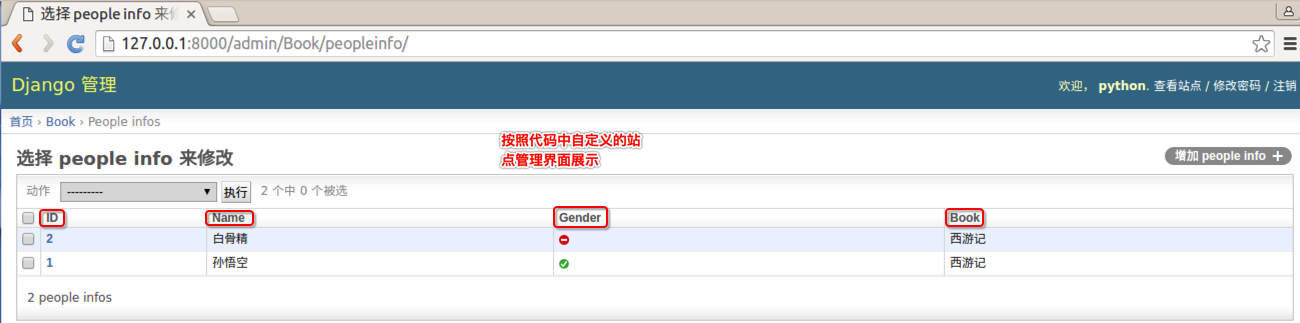 选择 people info 来修
127.0.0.1:8000/admin/Book/peopleinfo/
Django 管理
欢迎， python. 查看站点 / 修改密码 / 注销
首页 › Book › People infos
按照代码中自定义的站
点管理界面展示
选择 people info 来修改
增加 people info +
动作 --------- 执行 2 个中 0 个被选
ID Name Gender Book
2 白骨精 西游记
1 孙悟空 西游记
2 people infos